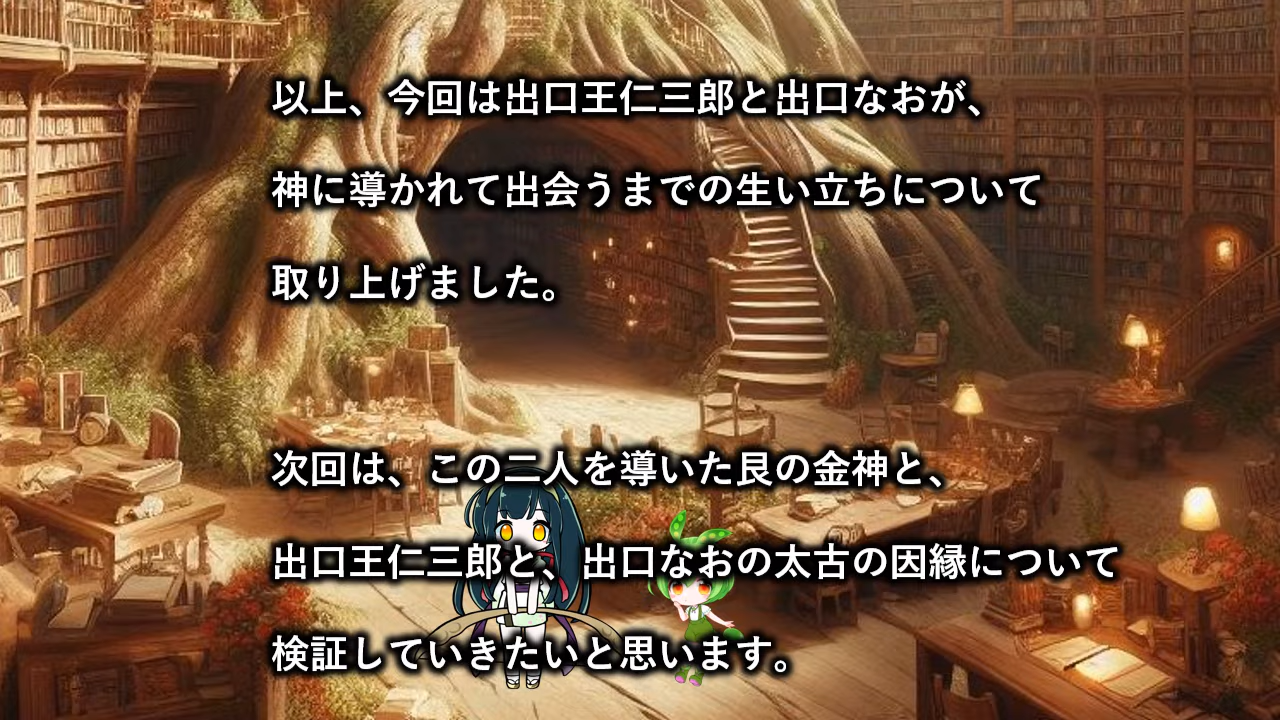 以上、今回は出口王仁三郎と出口なおが、
神に導かれて出会うまでの生い立ちについて
取り上げました。
次回は、この二人を導いた艮の金神と、
出口王仁三郎と、出口なおの太古の因縁について
検証していきたいと思います。